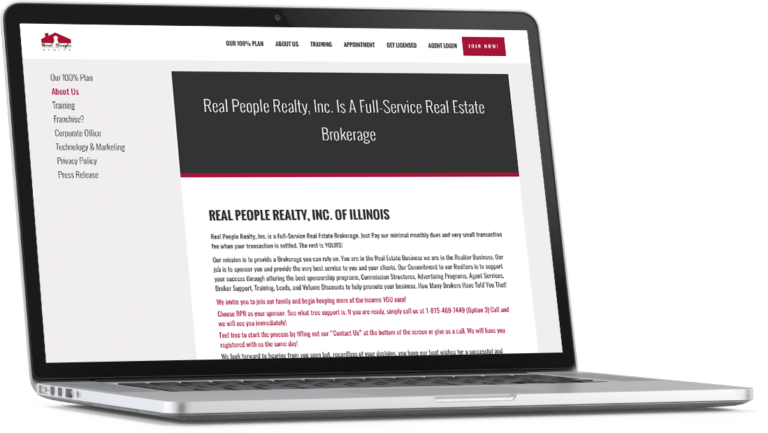 Real People
REALTY
OUR 100% PLAN ABOUT US TRAINING APPOINTMENT GET LICENSED AGENT LOGIN JOIN NOW!
Our 100% Plan
About Us
Training
Franchise?
Corporate Office
Technology & Marketing
Privacy Policy
Press Release
Real People Realty, Inc. Is A Full-Service Real Estate
Brokerage
REAL PEOPLE REALTY, INC. OF ILLINOIS
Real People Realty, Inc. is a Full-Service Real Estate Brokerage. Just Pay our minimal monthly dues and very small transaction
fee when your transaction is settled. The rest is YOURS!
Our mission is to provide a Brokerage you can rely on. You are in the Real Estate Business we are in the Realtor Business. Our
job is to sponsor you and provide the very best service to you and your clients. Our Commitment to our Realtors is to support
your success through offering the best sponsorship programs, Commission Structures, Advertising Programs, Agent Services,
Broker Support, Training, Leads, and Volume Discounts to help promote your business. How Many Brokers Have Told You That!
We invite you to join our family and begin keeping more of the income YOU earn!
Choose RPR as your sponsor. See what free support is. If you are ready, simply call us at 1-815-469-7449 (Option 3) Call and
we will see you immediately!
Feel free to start the process by filling out our "Contact Us" at the bottom of the screen or give us a call. We will have you
registered with us the same day!
We look forward to hearing from you soon but, regardless of your decision, you have our best wishes for a successful and